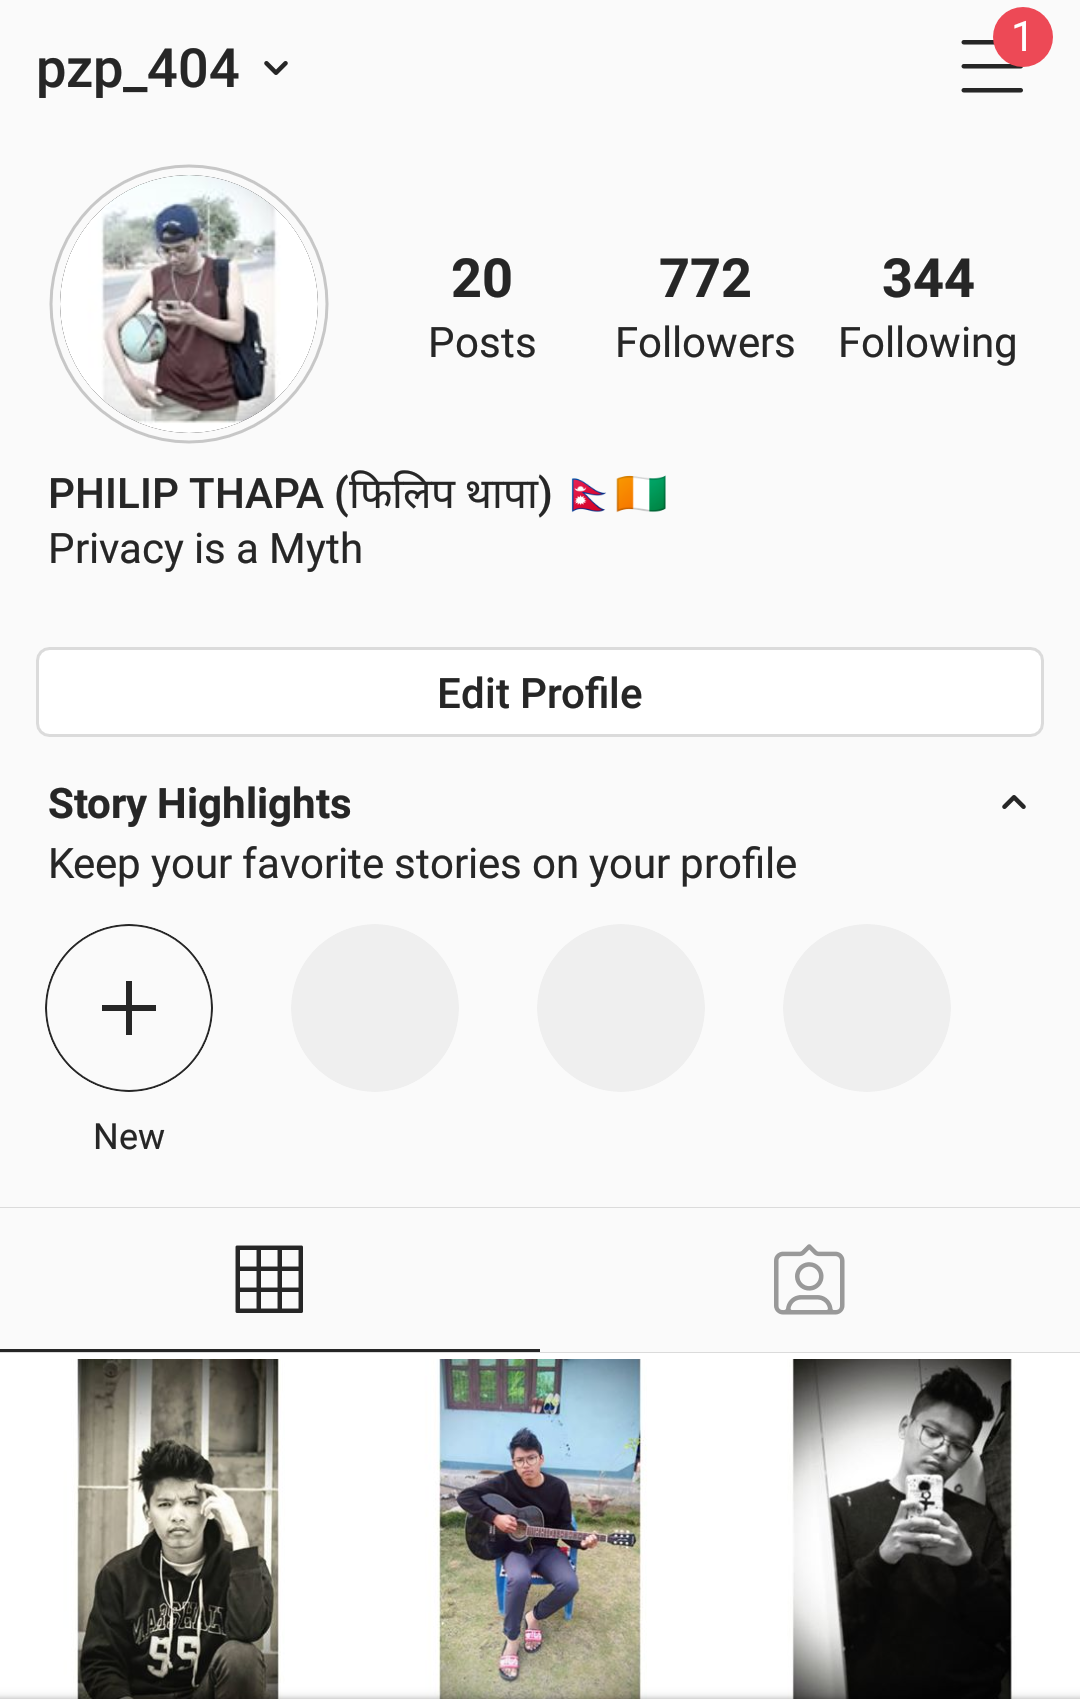 pzp_404
1
20 772 344
Posts Followers Following
PHILIP THAPA (फिलिप थापा) 🇳🇵🇨🇮
Privacy is a Myth
Edit Profile
Story Highlights
Keep your favorite stories on your profile
New
MARSHALL